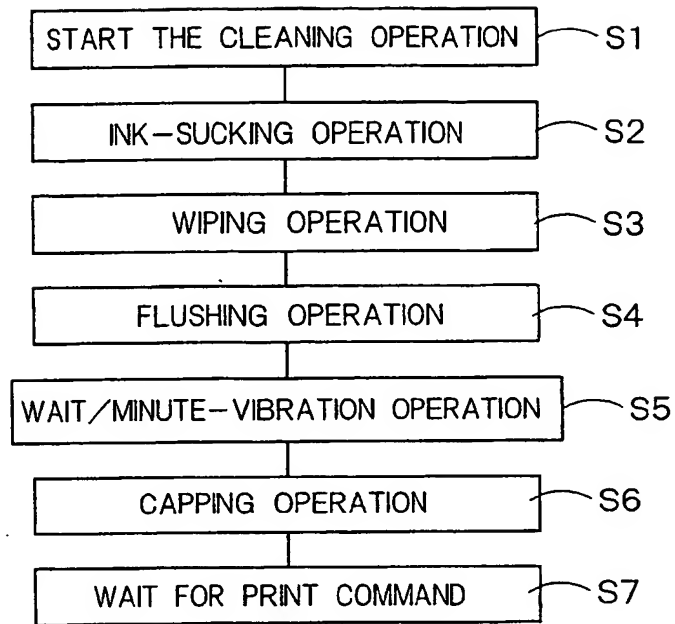 START THE CLEANING OPERATION S1
INK-SUCKING OPERATION S2
WIPING OPERATION S3
FLUSHING OPERATION S4
WAIT/MINUTE-VIBRATION OPERATION S5
CAPPING OPERATION S6
WAIT FOR PRINT COMMAND S7